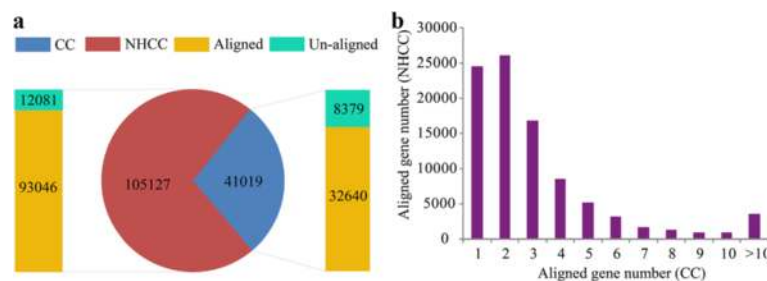 a
CC NHCC Aligned Un-aligned
12081
93046
105127
41019
8379
32640
b
Aligned gene number (NHCC)
30000
25000
20000
15000
10000
5000
0
1 2 3 4 5 6 7 8 9 10 >10
Aligned gene number (CC)